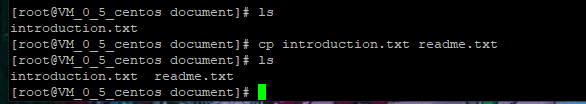 [root@VM_0_5_centos document]# ls
introduction.txt
[root@VM_0_5_centos document]# cp introduction.txt readme.txt
[root@VM_0_5_centos document]# ls
introduction.txt  readme.txt
[root@VM_0_5_centos document]#